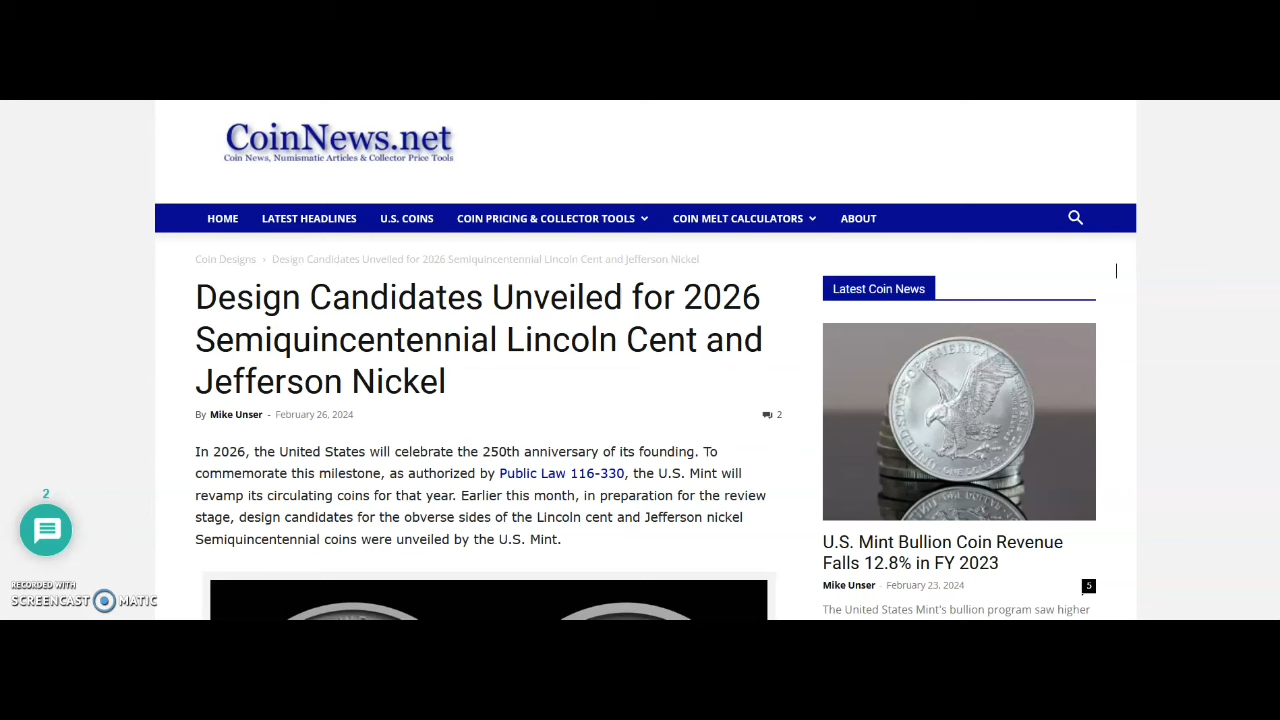 CoinNews.net
Coin News, Numismatic Articles & Collector Price Tools
HOME LATEST HEADLINES U.S. COINS COIN PRICING & COLLECTOR TOOLS COIN MELT CALCULATORS ABOUT
Coin Designs › Design Candidates Unveiled for 2026 Semiquincentennial Lincoln Cent and Jefferson Nickel
Design Candidates Unveiled for 2026
Semiquincentennial Lincoln Cent and
Jefferson Nickel
By Mike Unser - February 26, 2024
2
In 2026, the United States will celebrate the 250th anniversary of its founding. To
commemorate this milestone, as authorized by Public Law 116-330, the U.S. Mint will
revamp its circulating coins for that year. Earlier this month, in preparation for the review
stage, design candidates for the obverse sides of the Lincoln cent and Jefferson nickel
Semiquincentennial coins were unveiled by the U.S. Mint.
Latest Coin News
UNITED STATES OF AMERICA
ONE DOLLAR
U.S. Mint Bullion Coin Revenue
Falls 12.8% in FY 2023
Mike Unser - February 23, 2024
5
The United States Mint's bullion program saw higher
2
RECORDED WITH
SCREENCAST MATIC